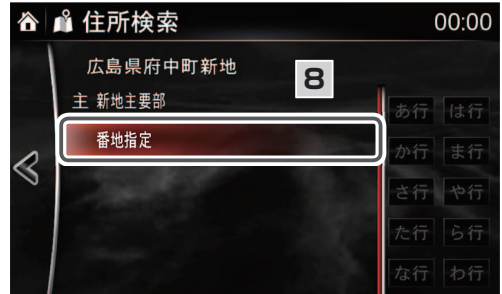 住所検索 00:00
広島県府中町新地
8
主 新地主要部
番地指定
あ行 は行
か行 ま行
さ行 や行
た行 ら行
な行 わ行